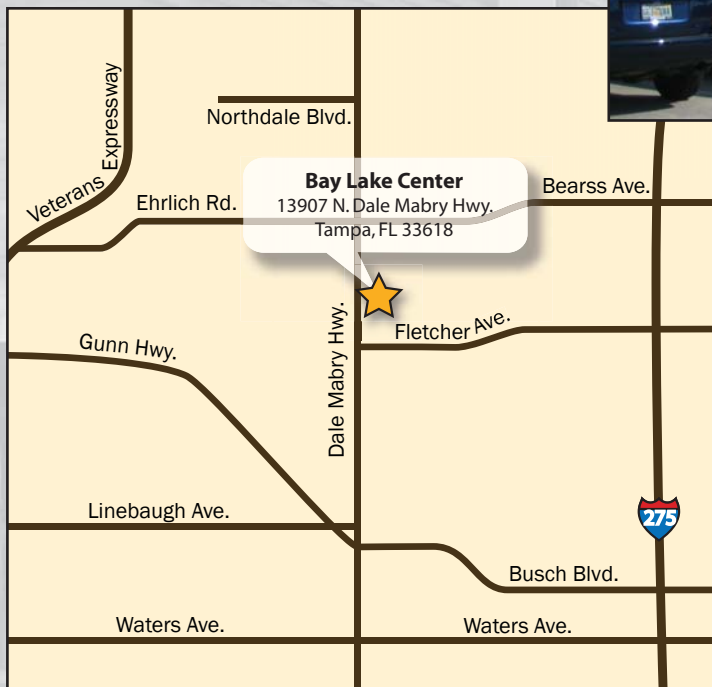 Veterans Expressway
Northdale Blvd.
Bay Lake Center
13907 N. Dale Mabry Hwy.
Tampa, FL 33618
Ehrlich Rd.
Bearss Ave.
Gunn Hwy.
Dale Mabry Hwy.
Fletcher Ave.
Linebaugh Ave.
275
Busch Blvd.
Waters Ave.
Waters Ave.